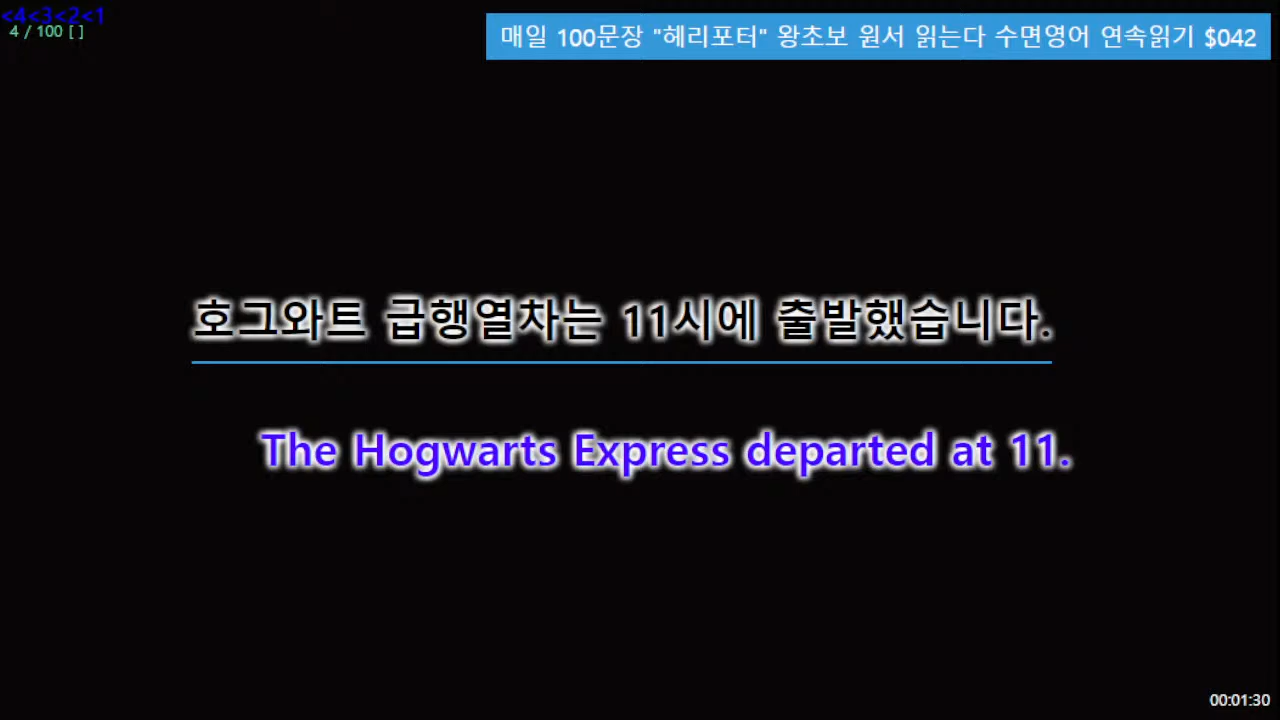 <4<3<2<1
4 / 100 [ ]
매일 100문장 "헤리포터" 왕초보 원서 읽는다 수면영어 연속읽기 $042
호그와트 급행열차는 11시에 출발했습니다.
The Hogwarts Express departed at 11.
00:01:30